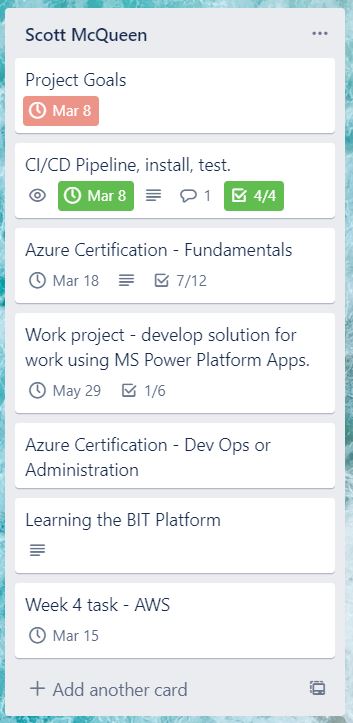 Scott McQueen
Project Goals
Mar 8
CI/CD Pipeline, install, test.
Mar 8 1 4/4
Azure Certification - Fundamentals
Mar 18 7/12
Work project - develop solution for
work using MS Power Platform Apps.
May 29 1/6
Azure Certification - Dev Ops or
Administration
Learning the BIT Platform
Week 4 task - AWS
Mar 15
Add another card